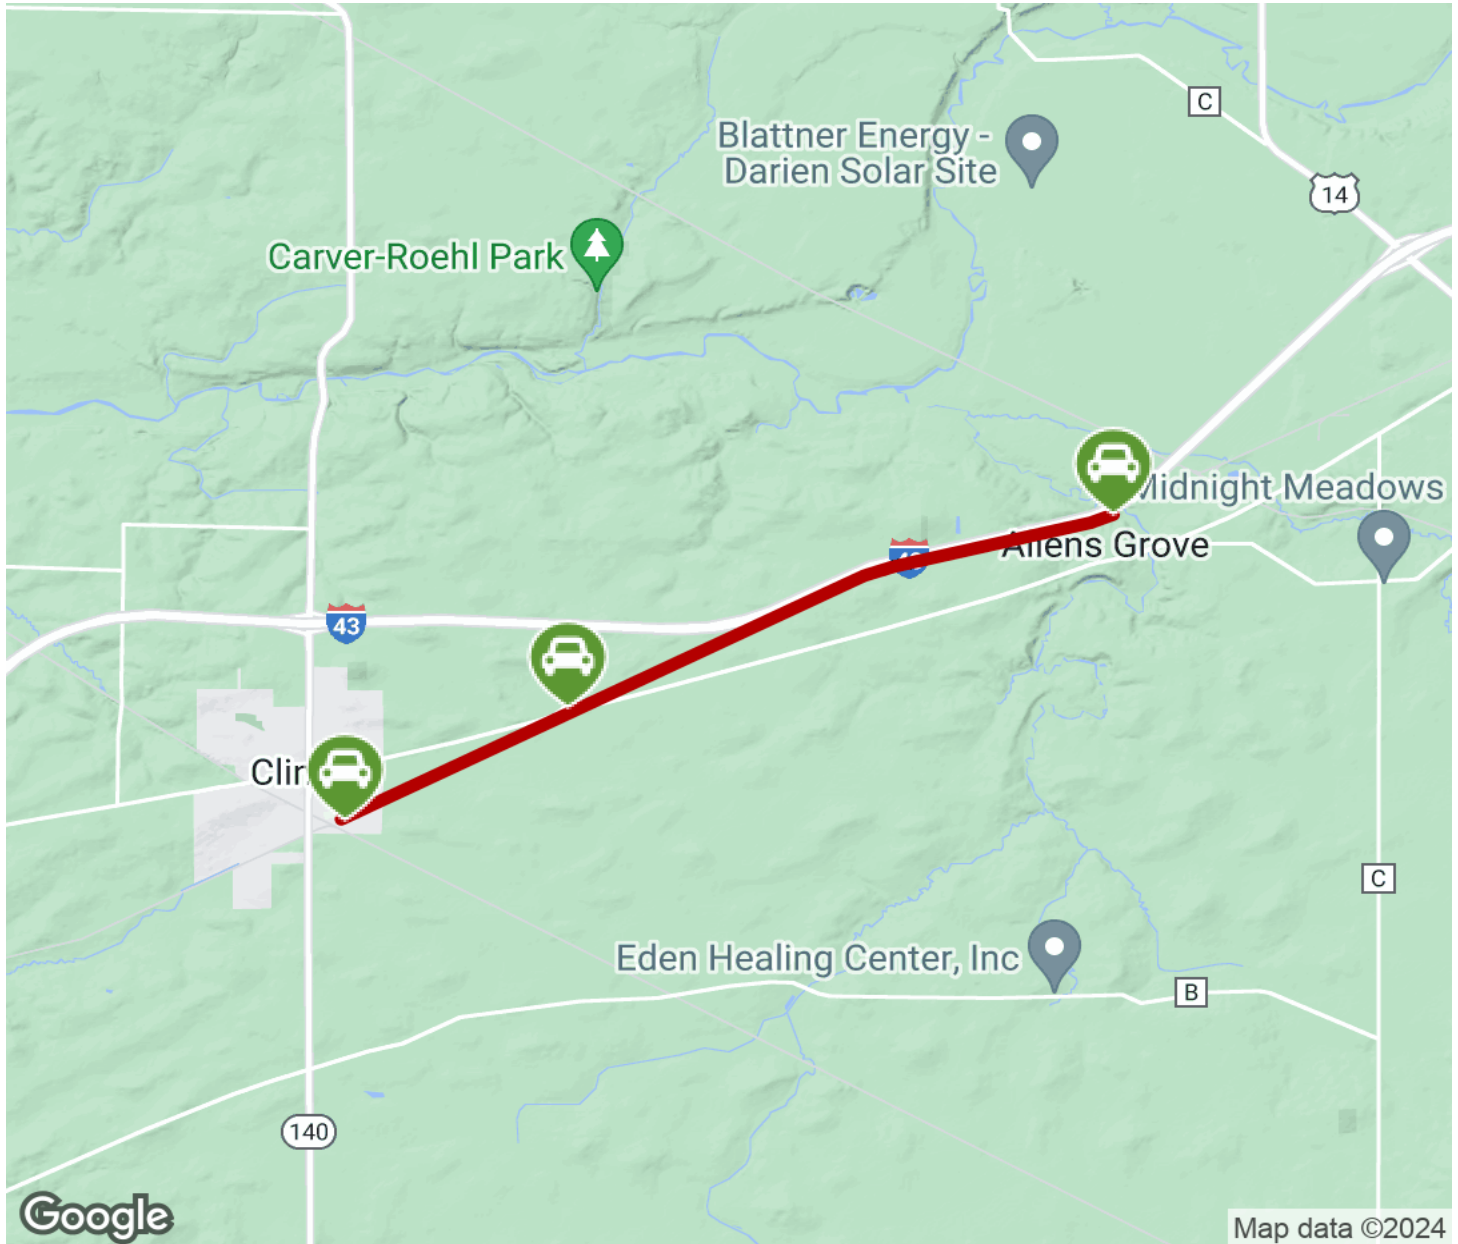 C
Blattner Energy -
Darien Solar Site
14
Carver-Roehl Park
Midnight Meadows
Allens Grove
43
C
Eden Healing Center, Inc
B
140
Google
Map data ©2024